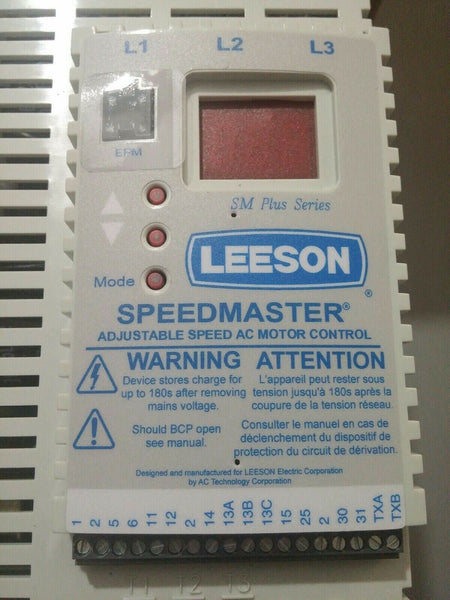 L1 L2 L3
EPM
SM Plus Series
Mode
LEESON®
SPEEDMASTER®
ADJUSTABLE SPEED AC MOTOR CONTROL
WARNING
Device stores charge for
up to 180s after removing
mains voltage.
Should BCP open
see manual.
ATTENTION
L'appareil peut rester sous
tension jusqu'à 180s après la
coupure de la tension réseau.
Consulter le manuel en cas de
déclenchement du dispositif de
protection du circuit de dérivation.
Designed and manufactured for LEESON Electric Corporation
by AC Technology Corporation
1 2 5 6 11 12 2 14 13A 13B 13C 15 25 2 30 31 TXA TXB
T1 T2 T3